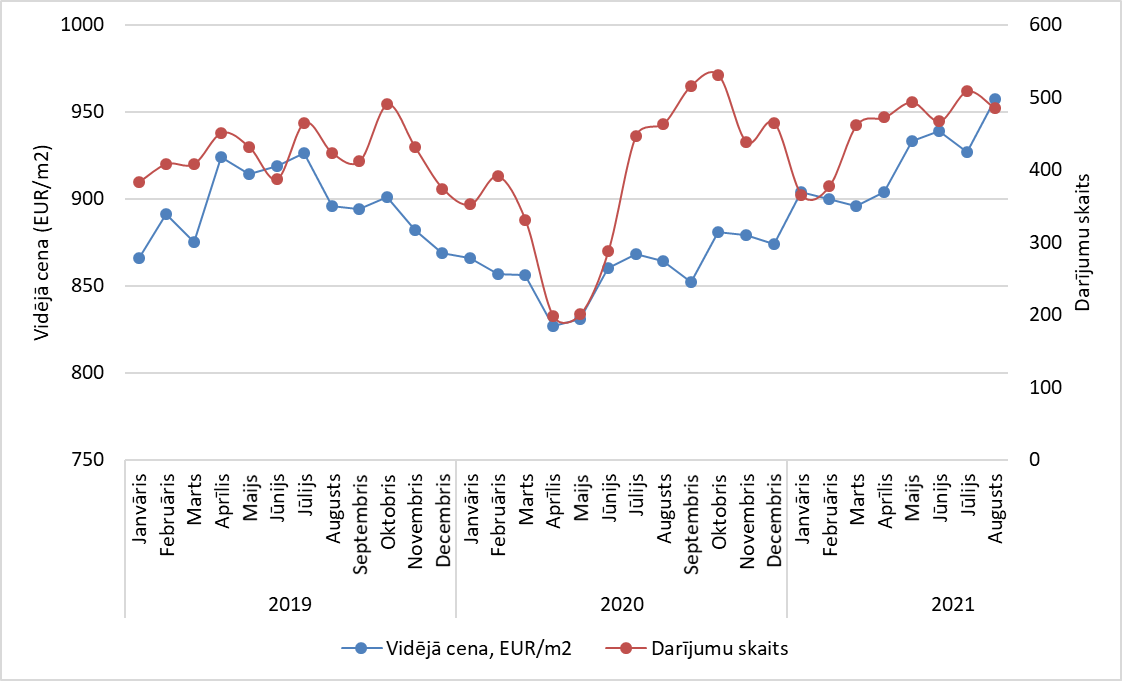 1000
950
900
850
800
750
Vidējā cena (EUR/m2)
600
500
400
300
200
100
0
Darījumu skaits
Janvāris
Februāris
Marts
Aprīlis
Maijs
Jūnijs
Jūlijs
Augusts
Septembris
Oktobris
Novembris
Decembris
Janvāris
Februāris
Marts
Aprīlis
Maijs
Jūnijs
Jūlijs
Augusts
Septembris
Oktobris
Novembris
Decembris
Janvāris
Februāris
Marts
Aprīlis
Maijs
Jūnijs
Jūlijs
Augusts
2019 2020 2021
Vidējā cena, EUR/m2 Darījumu skaits